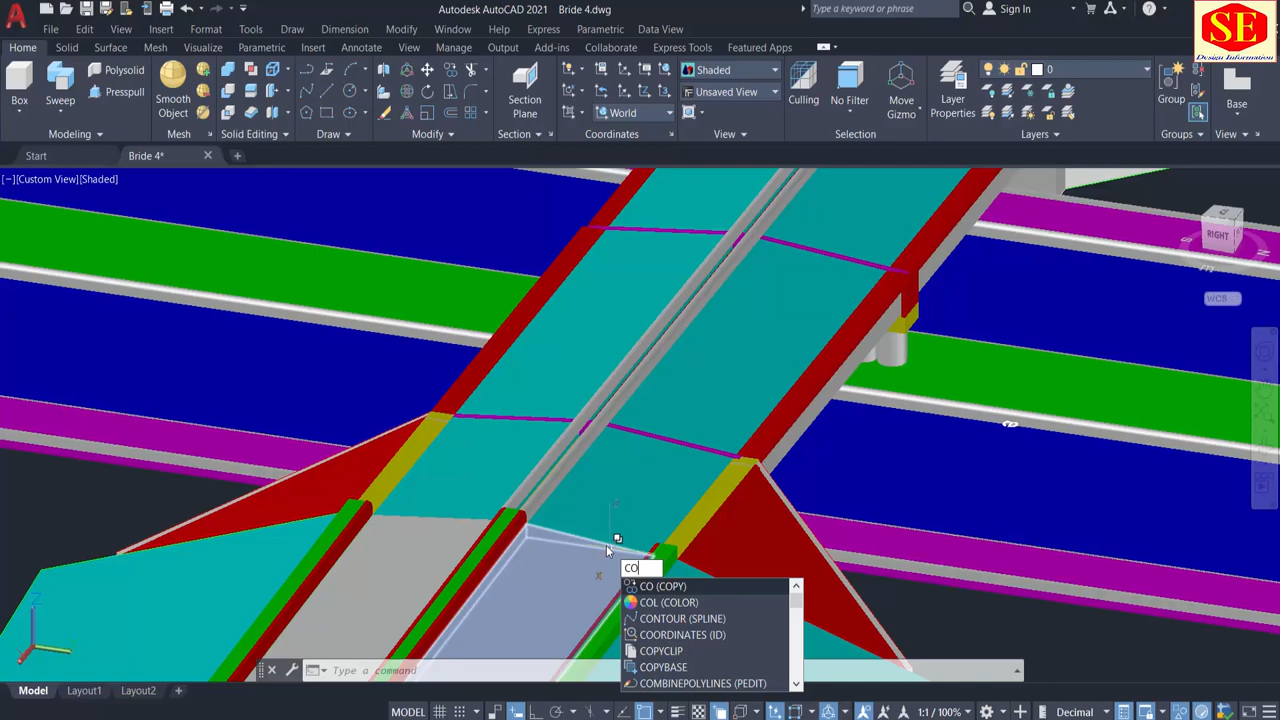 Autodesk AutoCAD 2021 Bride 4.dwg
Type a keyword or phrase
Sign In
SE
Design Information
File Edit View Insert Format Tools Draw Dimension Modify Window Help Express Parametric Data View
Home Solid Surface Mesh Visualize Parametric Insert Annotate View Manage Output Add-ins Collaborate Express Tools Featured Apps
Box
Sweep
Polysolid
Presspull
Smooth Object
Section Plane
World
Shaded
Unsaved View
Culling
No Filter
Move Gizmo
Layer Properties
0
Group
Base
Modeling Mesh Solid Editing Draw Modify Section Coordinates View Selection Layers Groups View
Start
Bride 4*
[−][Custom View][Shaded]
RIGHT
WCS
CO
CO (COPY)
COL (COLOR)
CONTOUR (SPLINE)
COORDINATES (ID)
COPYCLIP
COPYBASE
COMBINEPOLYLINES (PEDIT)
Z
Type a command
Model Layout1 Layout2
MODEL
1:1 / 100%
Decimal